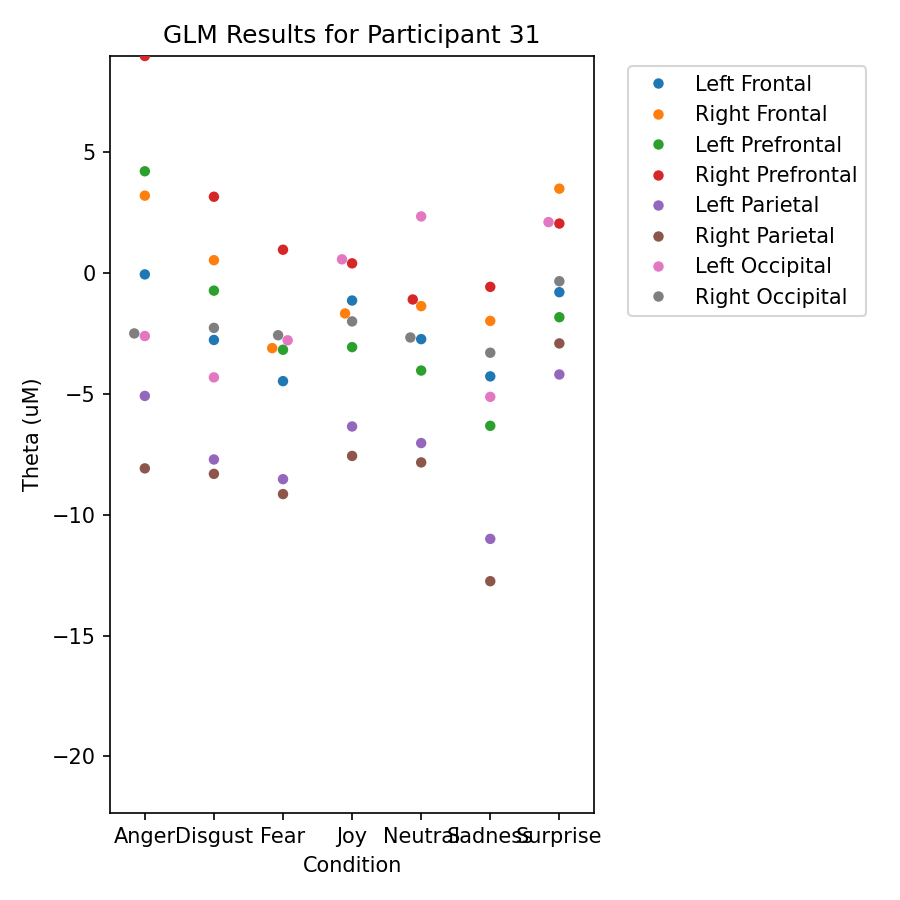 GLM Results for Participant 31
Left Frontal
Right Frontal
Left Prefrontal
Right Prefrontal
Left Parietal
Right Parietal
Left Occipital
Right Occipital
Theta (uM)
5
0
−5
−10
−15
−20
Anger Disgust Fear Joy Neutral Sadness Surprise
Condition